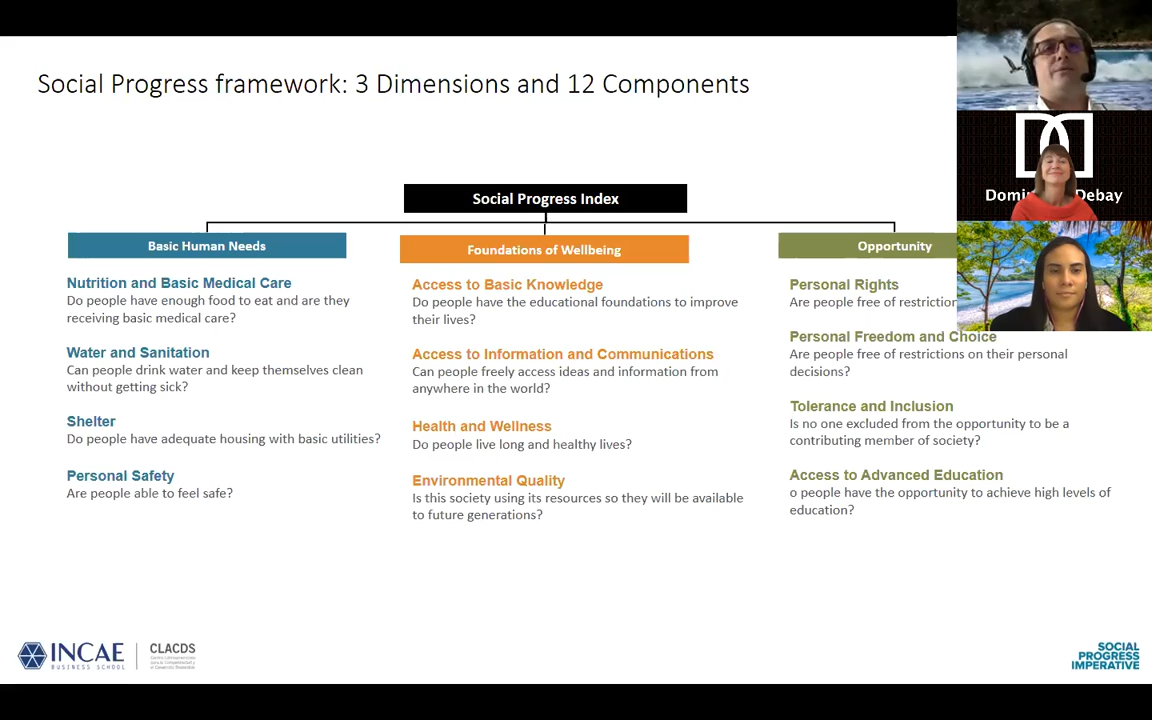 Social Progress framework: 3 Dimensions and 12 Components
Social Progress Index
Basic Human Needs
Nutrition and Basic Medical Care
Do people have enough food to eat and are they
receiving basic medical care?
Water and Sanitation
Can people drink water and keep themselves clean
without getting sick?
Shelter
Do people have adequate housing with basic utilities?
Personal Safety
Are people able to feel safe?
Foundations of Wellbeing
Access to Basic Knowledge
Do people have the educational foundations to improve
their lives?
Access to Information and Communications
Can people freely access ideas and information from
anywhere in the world?
Health and Wellness
Do people live long and healthy lives?
Environmental Quality
Is this society using its resources so they will be available
to future generations?
Opportunity
Personal Rights
Are people free of restriction
Personal Freedom and Choice
Are people free of restrictions on their personal
decisions?
Tolerance and Inclusion
Is no one excluded from the opportunity to be a
contributing member of society?
Access to Advanced Education
o people have the opportunity to achieve high levels of
education?
Debay
INCAE
BUSINESS SCHOOL
CLACDS
SOCIAL
PROGRESS
IMPERATIVE